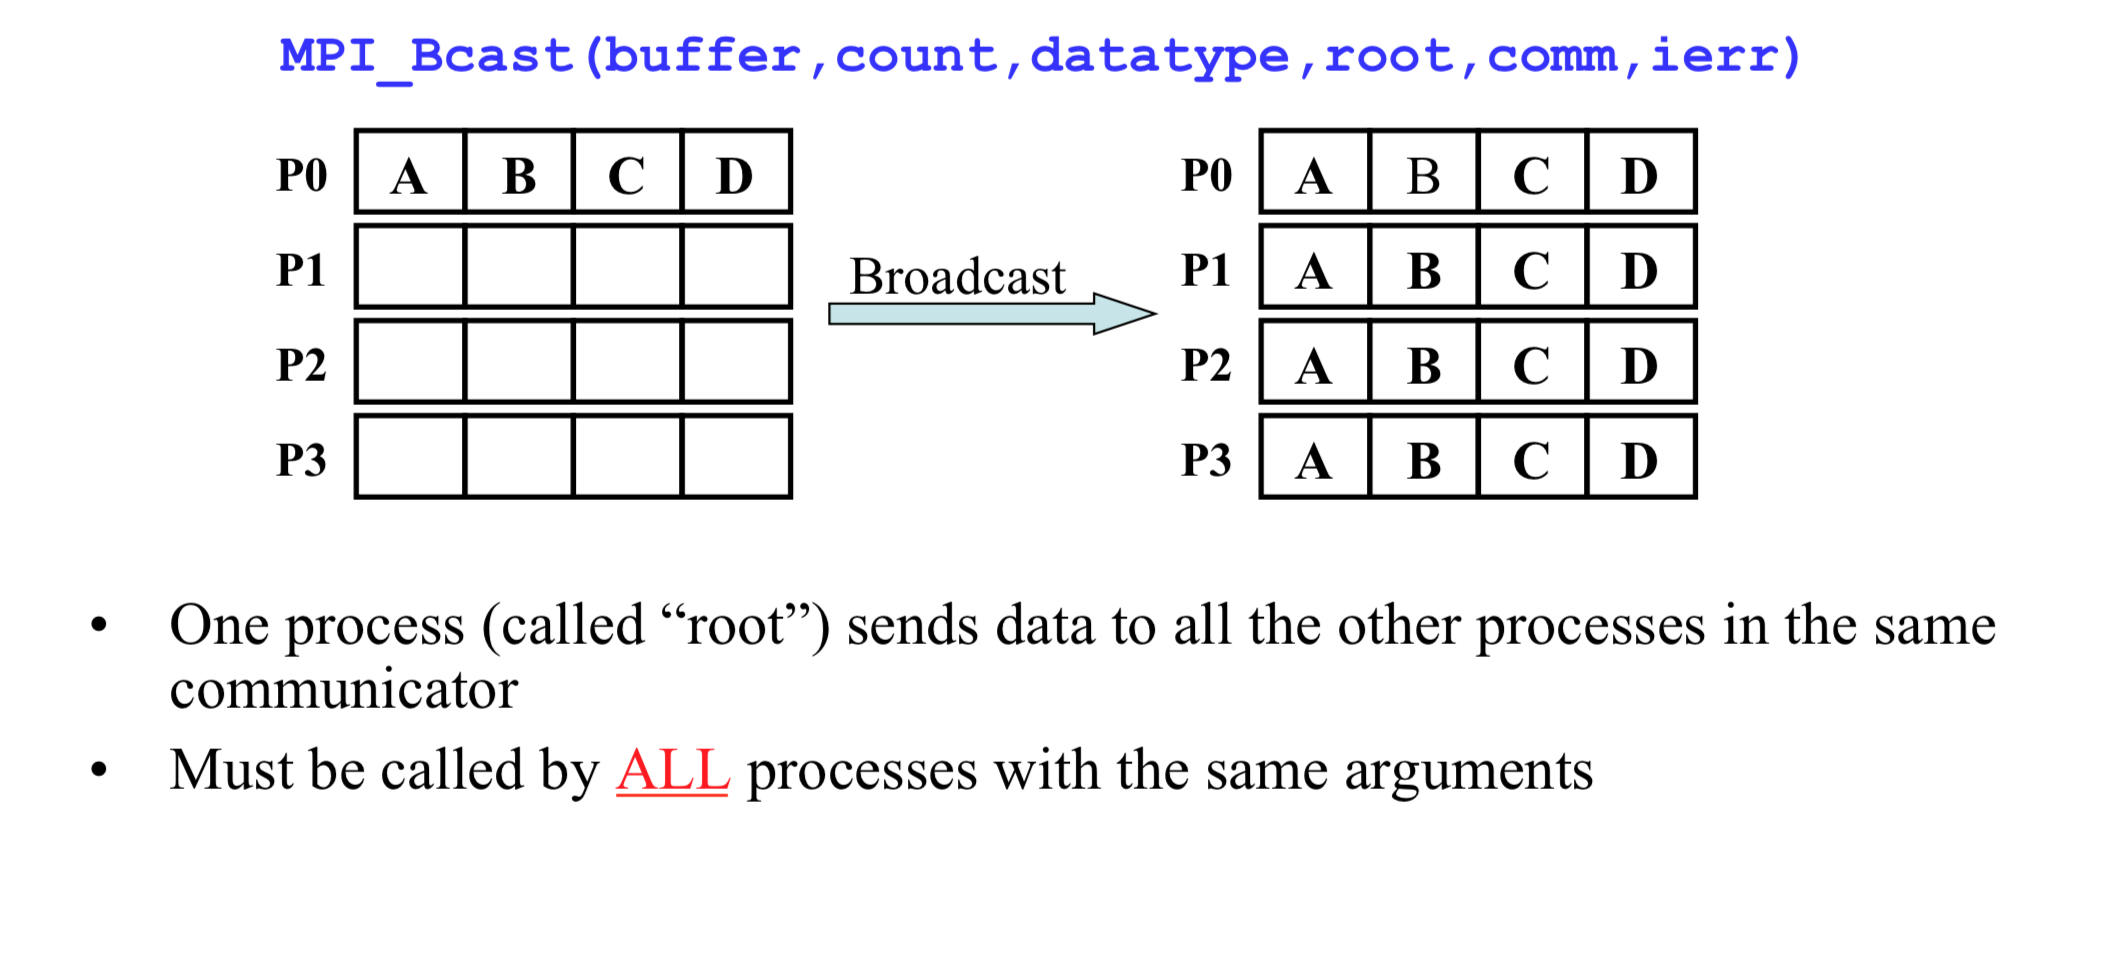 MPI_Bcast(buffer,count,datatype,root,comm,ierr)
P0 A B C D
P1
P2
P3
Broadcast
P0 A B C D
P1 A B C D
P2 A B C D
P3 A B C D
• One process (called “root”) sends data to all the other processes in the same
communicator
• Must be called by ALL processes with the same arguments